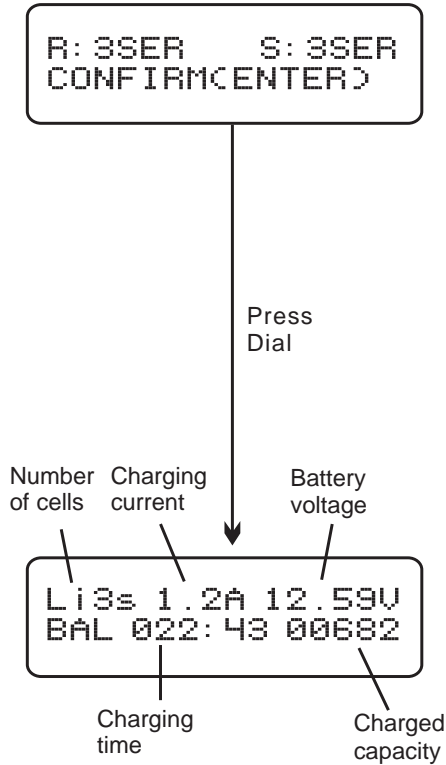 R:3SER S:3SER
CONFIRM(ENTER)
Press
Dial
Number
of cells
Charging
current
Battery
voltage
Li3s 1.2A 12.59V
BAL 022:43 00682
Charging
time
Charged
capacity